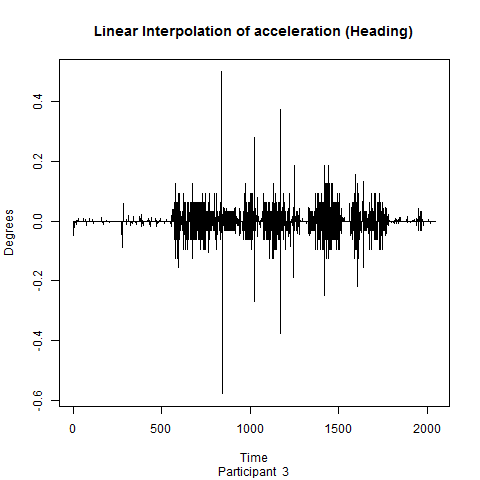 Linear Interpolation of acceleration (Heading)
Degrees
0.4
0.2
0.0
-0.2
-0.4
-0.6
0 500 1000 1500 2000
Time
Participant 3